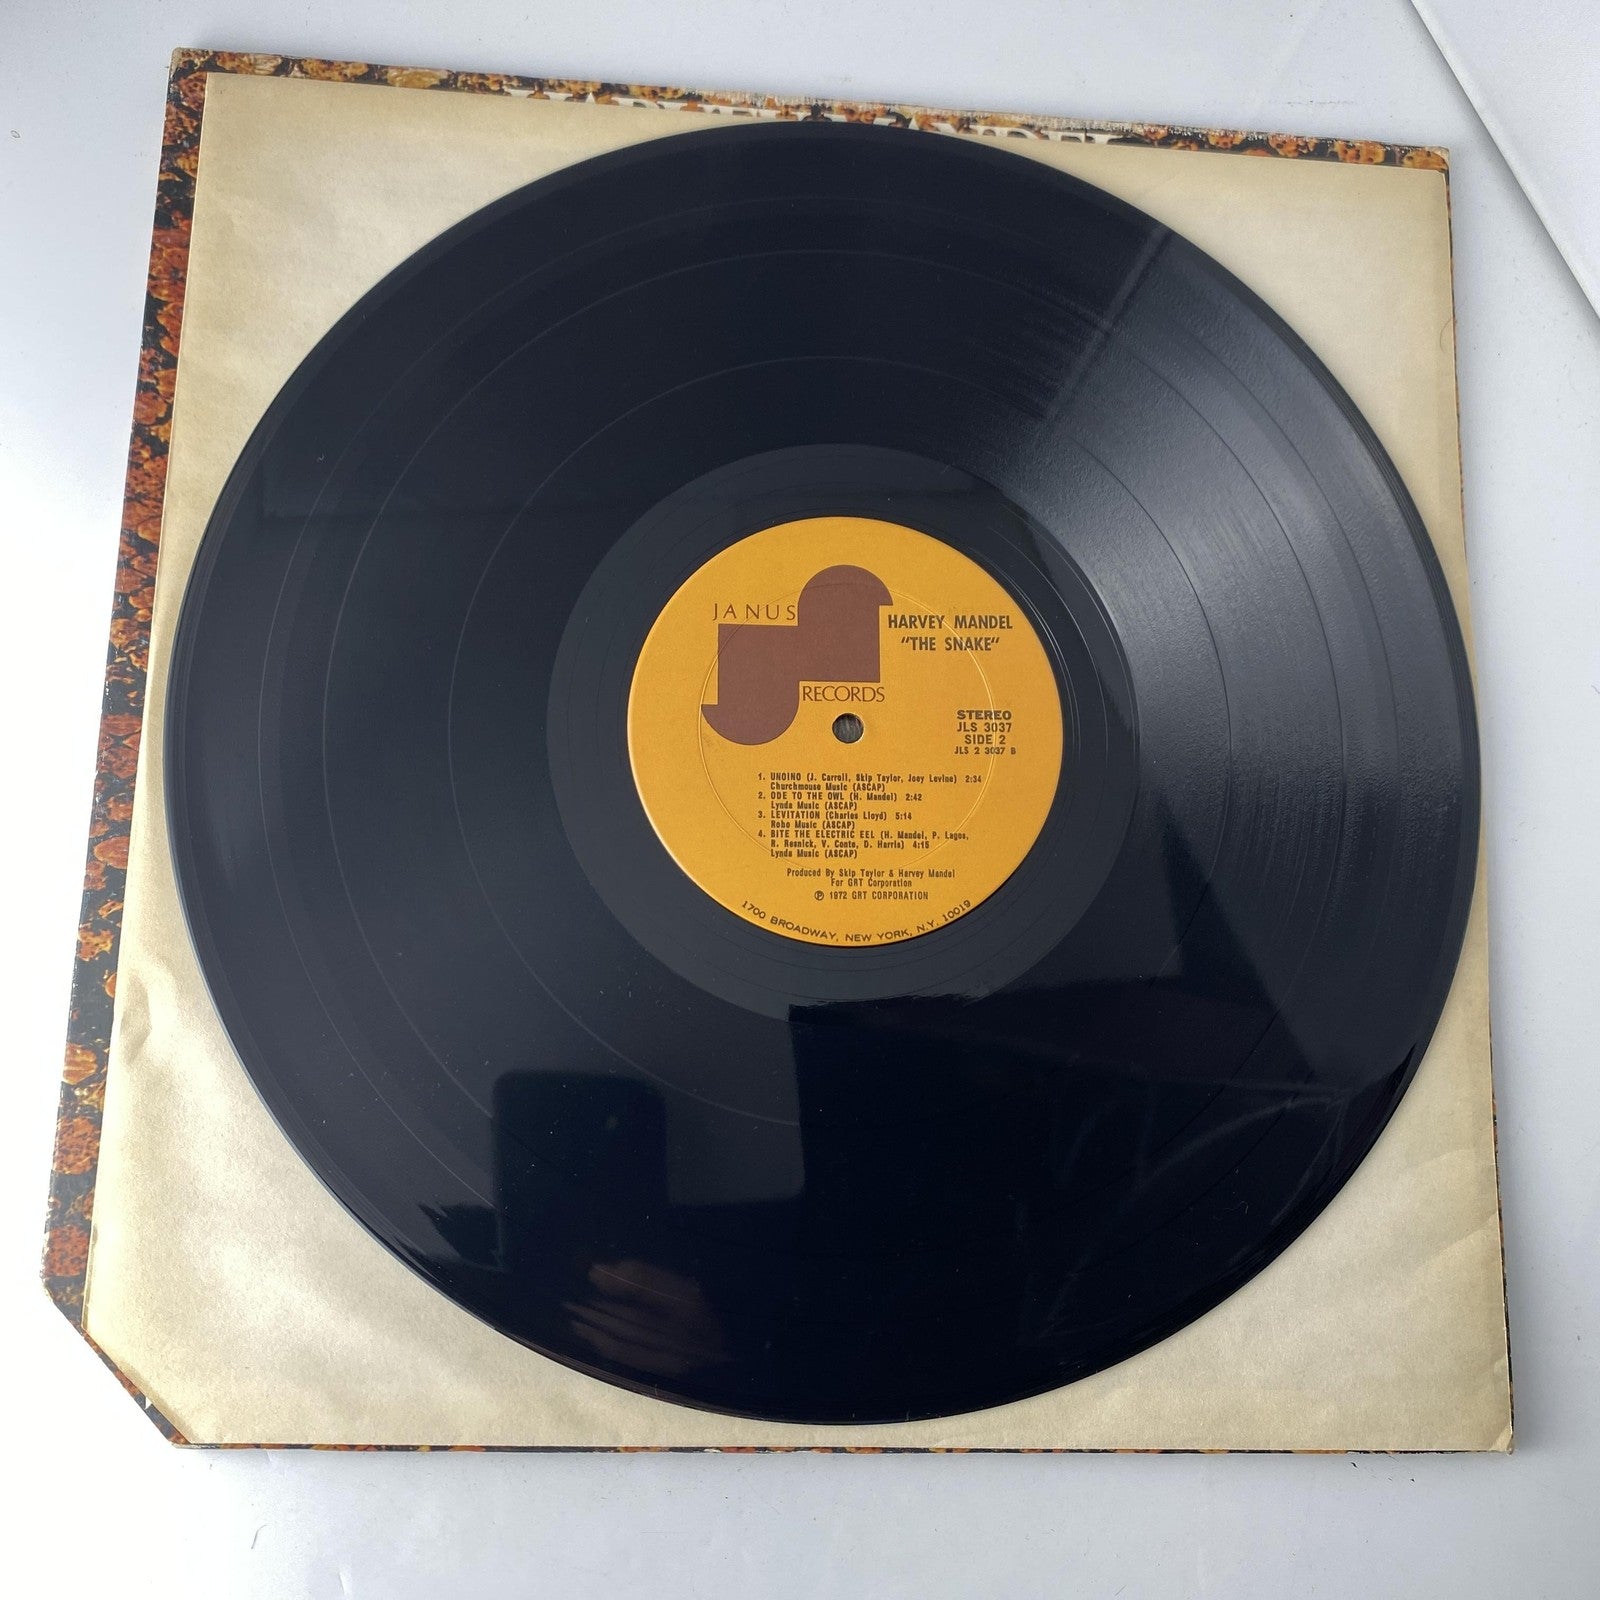 HARVEY MANDEL
JANUS
RECORDS
HARVEY MANDEL
"THE SNAKE"
STEREO
JLS 3037
SIDE 2
JLS 2 3037 B
1. UNOINO (J. Carroll, Skip Taylor, Joey Levine) 2:34
Churchmouse Music (ASCAP)
2. ODE TO THE OWL (H. Mandel) 2:42
Lynda Music (ASCAP)
3. LEVITATION (Charles Lloyd) 5:14
Roho Music (ASCAP)
4. BITE THE ELECTRIC EEL (H. Mandel, P. Lagos,
R. Resnick, V. Conte, D. Harris) 4:15
Lynda Music (ASCAP)
Produced By Skip Taylor & Harvey Mandel
For GRT Corporation
Ⓟ 1972 GRT CORPORATION
1700 BROADWAY, NEW YORK, N.Y. 10019